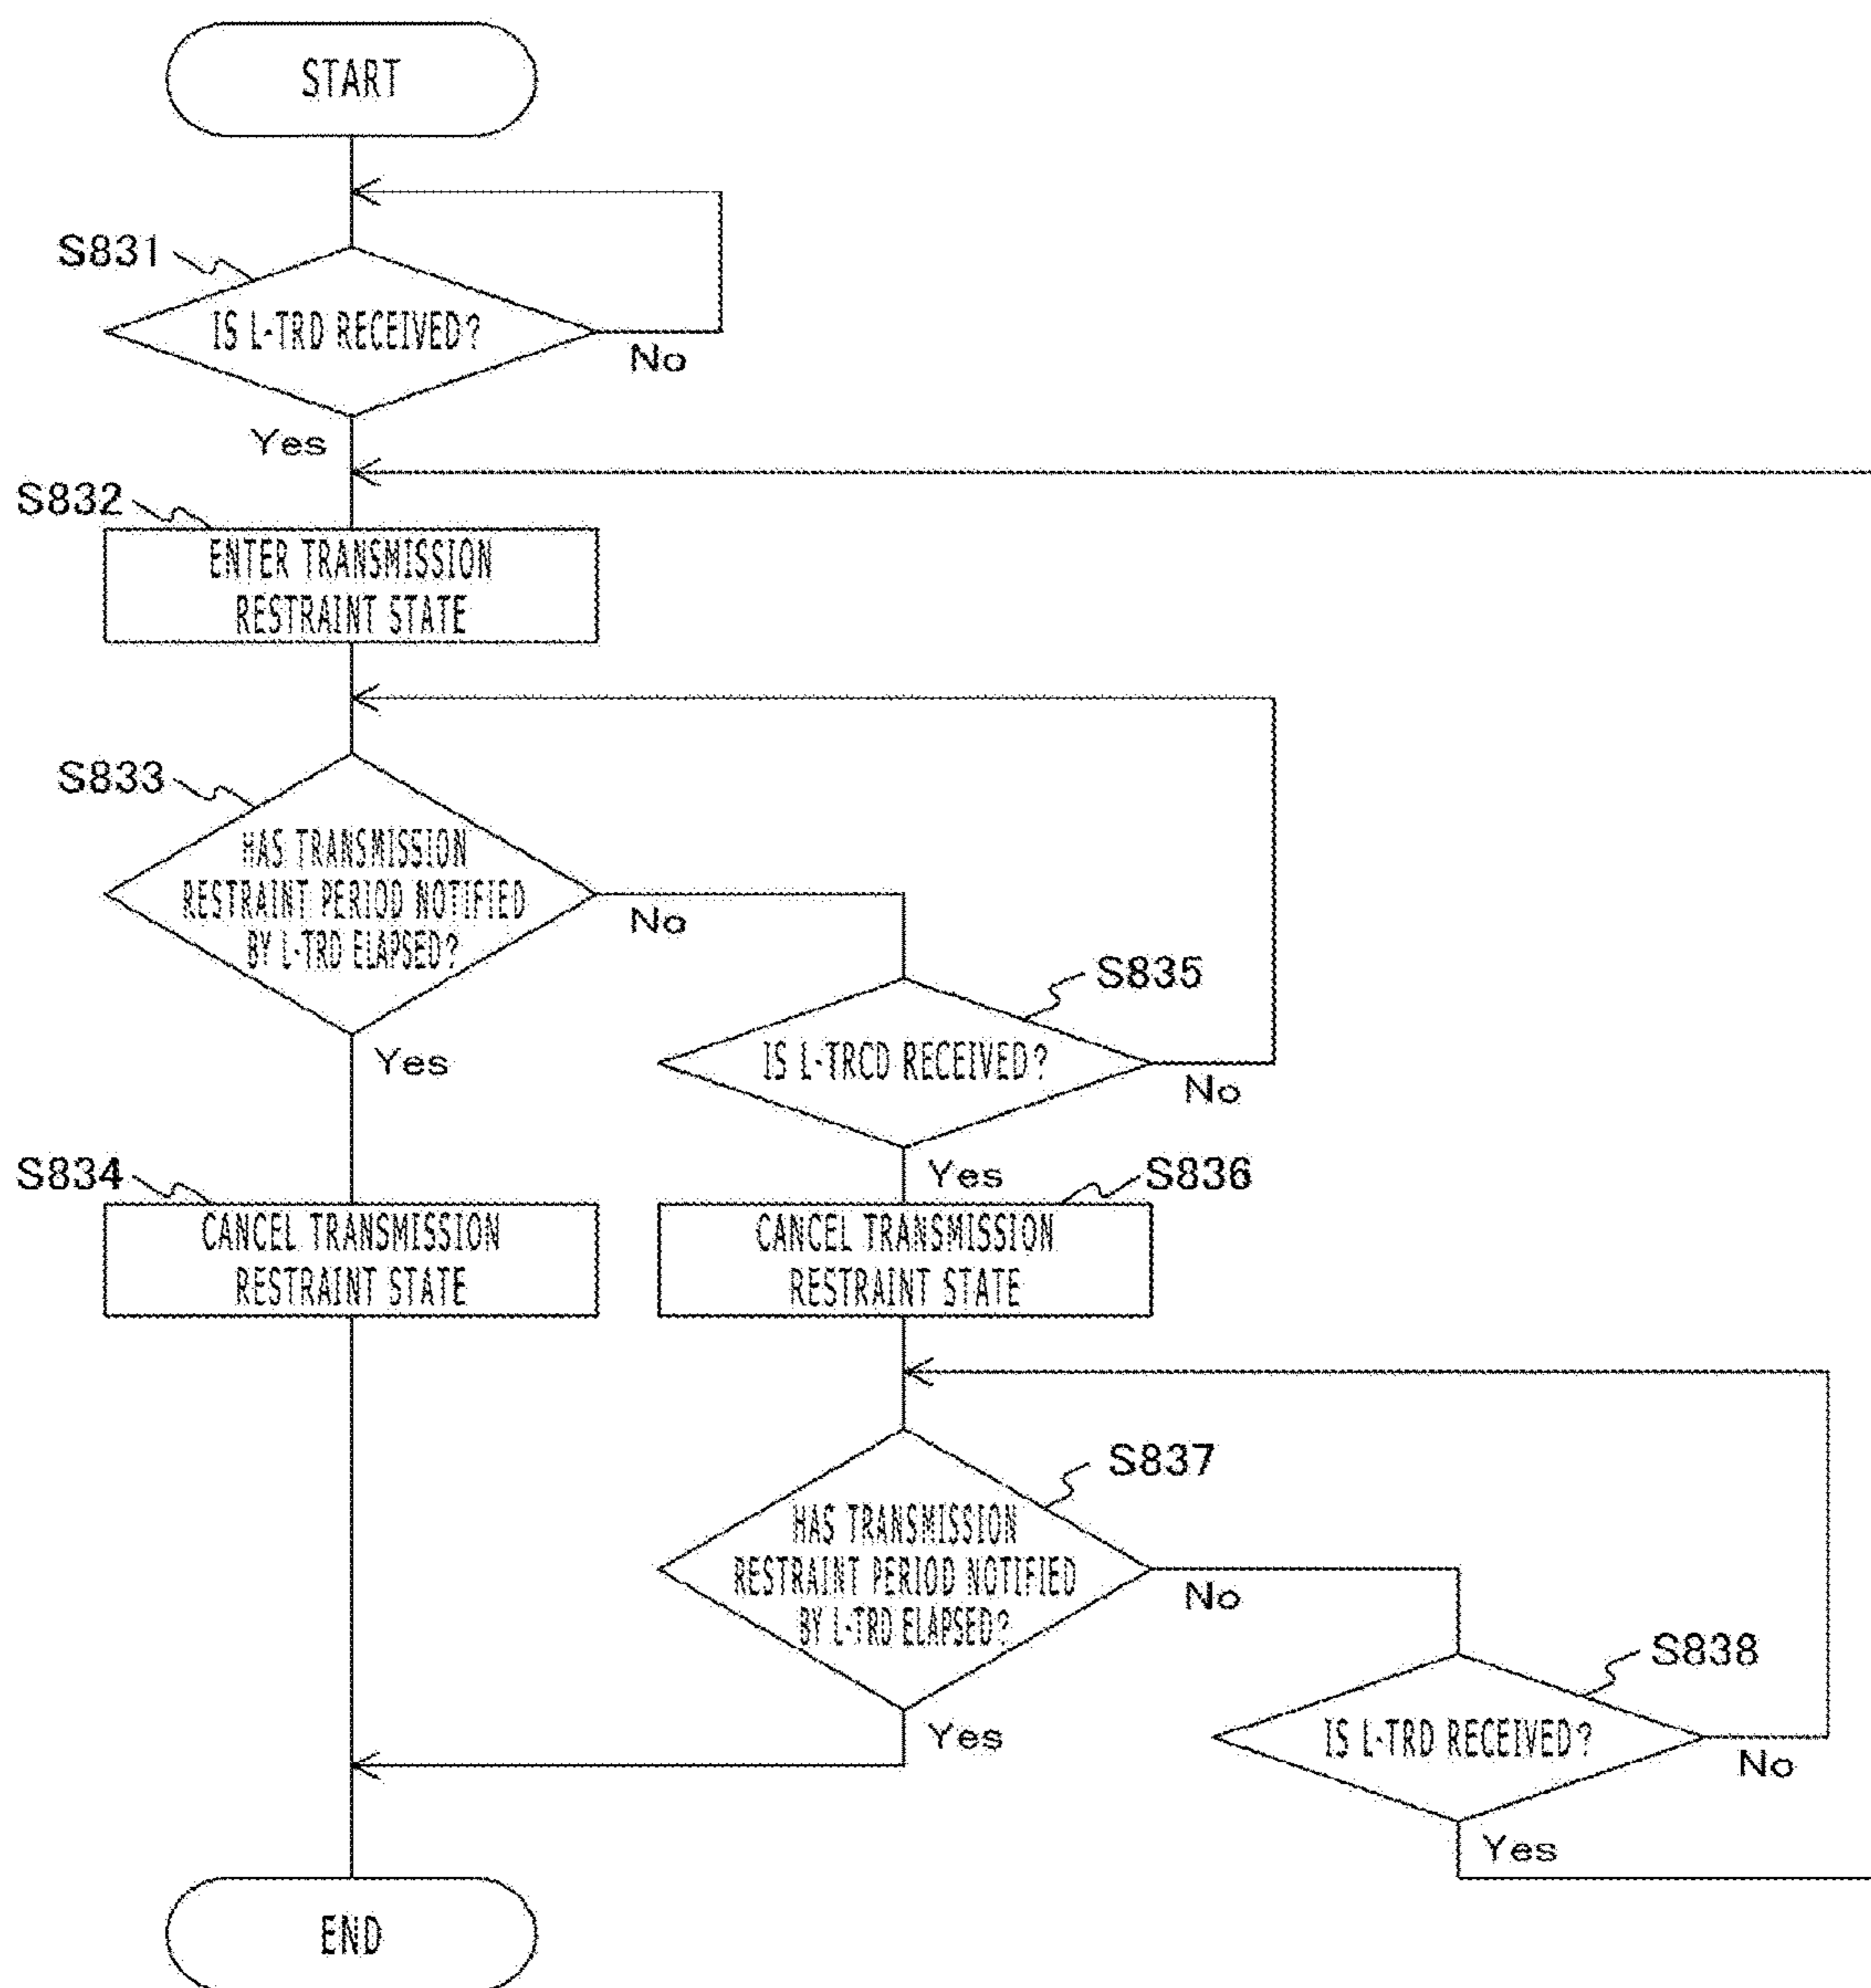 START
S831
IS L-TRD RECEIVED?
No
Yes
S832
ENTER TRANSMISSION
RESTRAINT STATE
S833
HAS TRANSMISSION
RESTRAINT PERIOD NOTIFIED
BY L-TRD ELAPSED?
No
Yes
S835
IS L-TRCD RECEIVED?
No
Yes
S834
CANCEL TRANSMISSION
RESTRAINT STATE
S836
CANCEL TRANSMISSION
RESTRAINT STATE
S837
HAS TRANSMISSION
RESTRAINT PERIOD NOTIFIED
BY L-TRD ELAPSED?
No
Yes
S838
IS L-TRD RECEIVED?
No
Yes
END